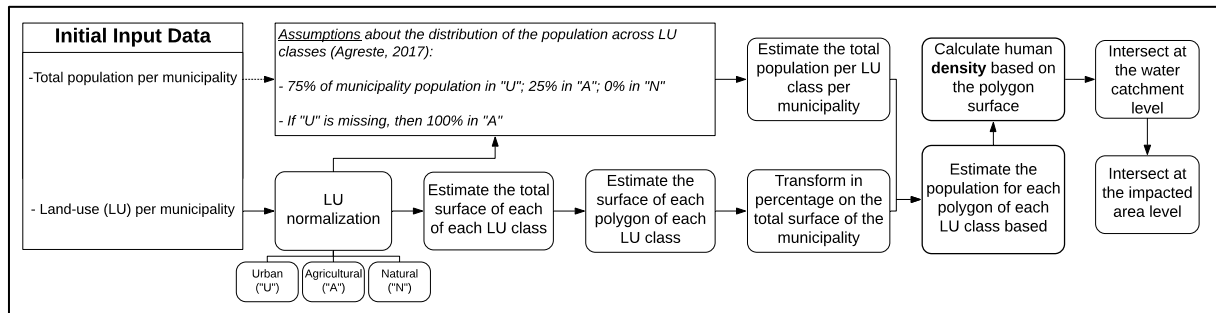 Initial Input Data
-Total population per municipality
- Land-use (LU) per municipality
Assumptions about the distribution of the population across LU
classes (Agreste, 2017):
- 75% of municipality population in "U"; 25% in "A"; 0% in "N"
- If "U" is missing, then 100% in "A"
LU
normalization
Urban
("U")
Agricultural
("A")
Natural
("N")
Estimate the total
surface of each
of each LU class
Estimate the
surface of each
polygon of each
LU class
Transform in
percentage on the
total surface of the
municipality
Estimate the total
population per LU
class per
municipality
Estimate the
population for each
polygon of each
LU class based
Calculate human
density based on
the polygon
surface
Intersect at
the water
catchment
level
Intersect at
the impacted
area level